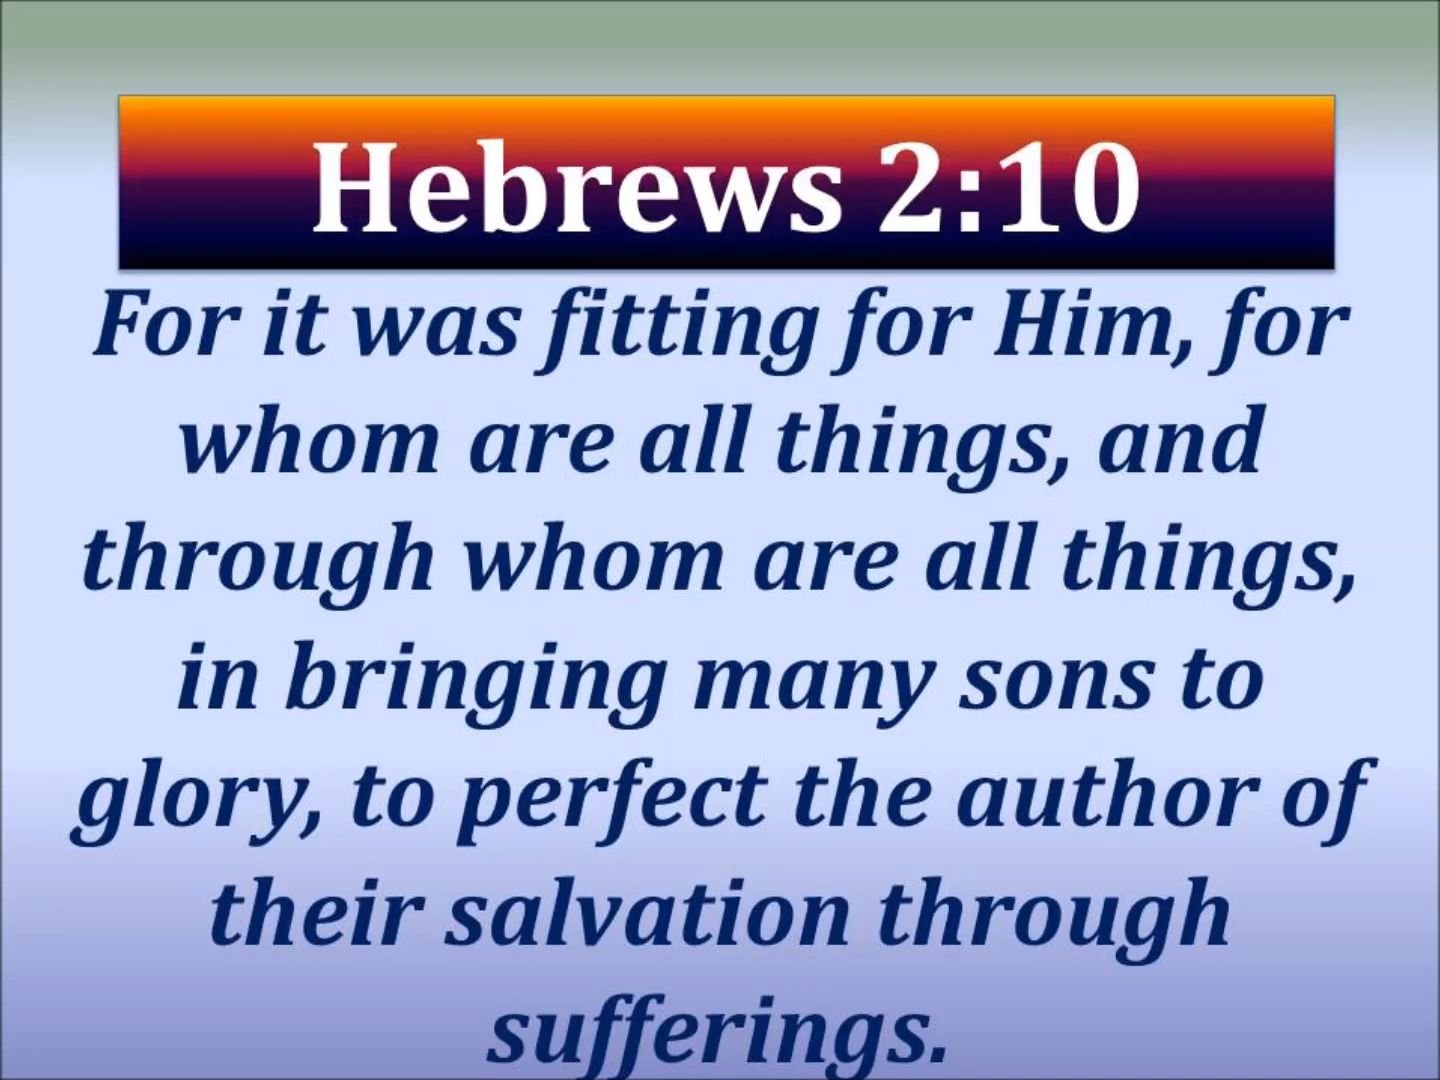 Hebrews 2:10
For it was fitting for Him, for
whom are all things, and
through whom are all things,
in bringing many sons to
glory, to perfect the author of
their salvation through
sufferings.